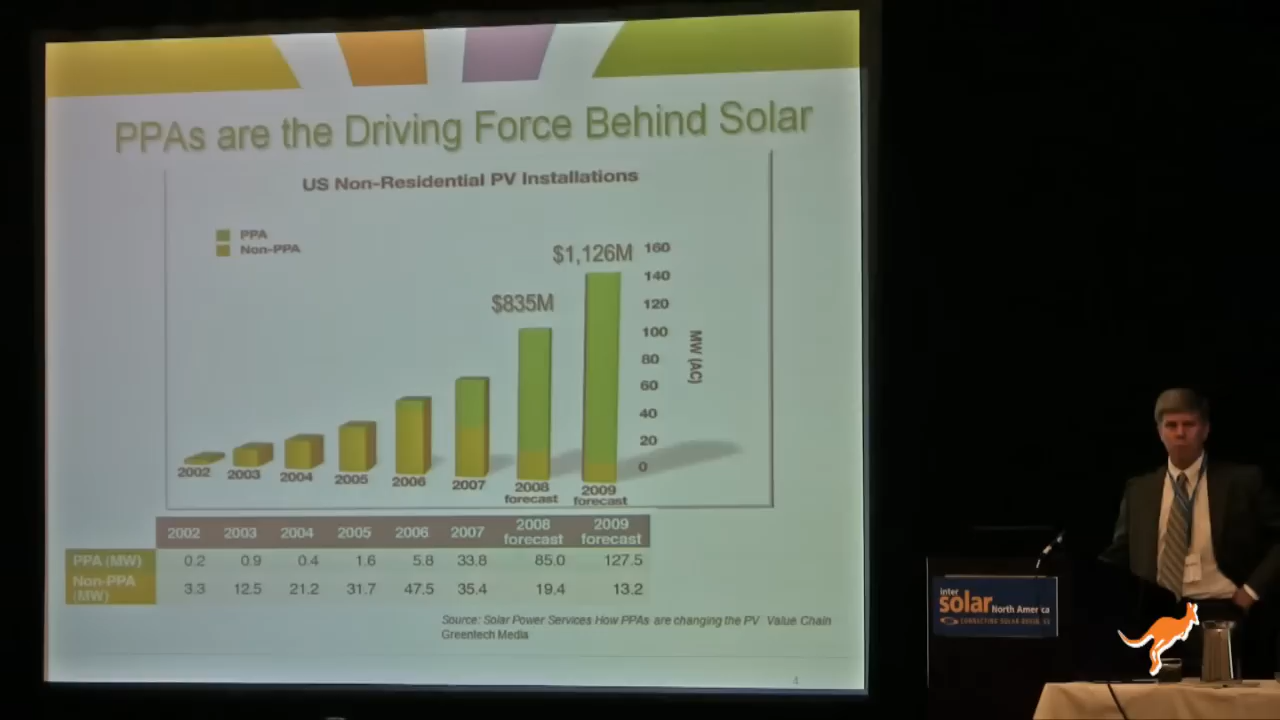 PPAs are the Driving Force Behind Solar
US Non-Residential PV Installations
PPA
Non-PPA
$1,126M
$835M
160
140
120
100
80
60
40
20
0
MW (AC)
2002
2003
2004
2005
2006
2007
2008 forecast
2009 forecast
2002 2003 2004 2005 2006 2007 2008 forecast 2009 forecast
PPA (MW) 0.2 0.9 0.4 1.6 5.8 33.8 85.0 127.5
Non-PPA (MW) 3.3 12.5 21.2 31.7 47.5 35.4 19.4 13.2
Source: Solar Power Services How PPAs are changing the PV Value Chain
Greentech Media
4
inter
solar North America
CONNECTING SOLAR